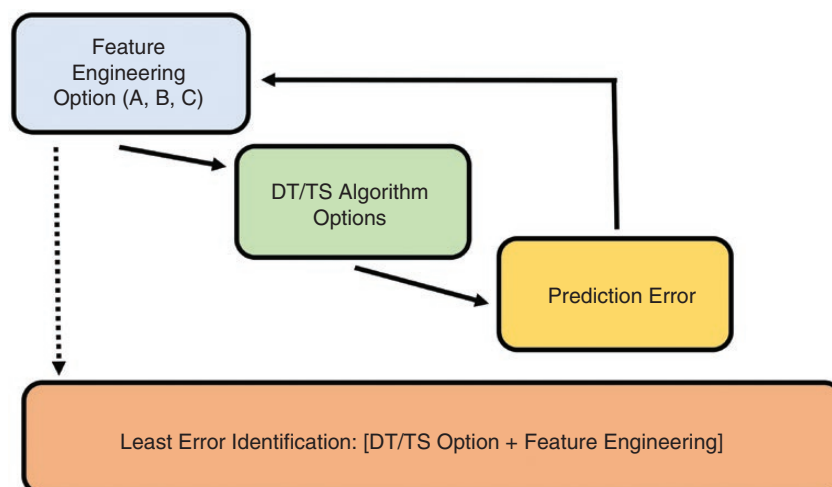 Feature
Engineering
Option (A, B, C)
DT/TS Algorithm
Options
Prediction Error
Least Error Identification: [DT/TS Option + Feature Engineering]